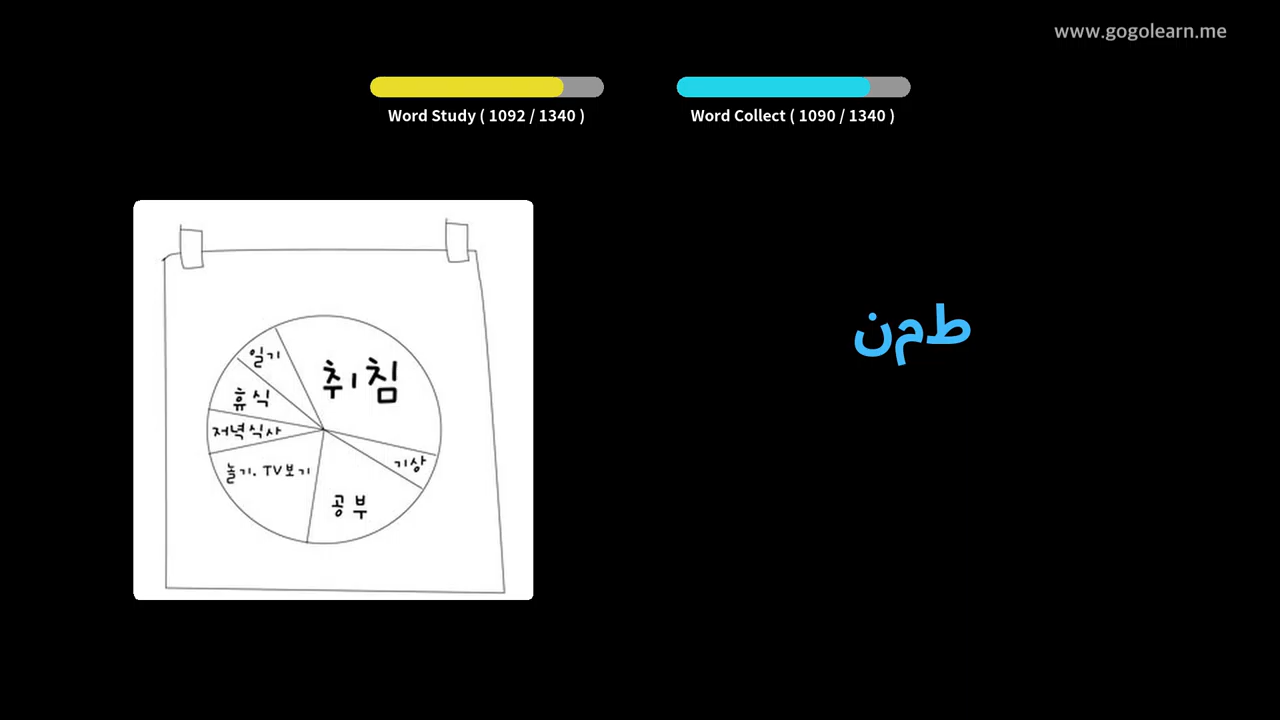 www.gogolearn.me
Word Study ( 1092 / 1340 )
Word Collect ( 1090 / 1340 )
일기
취침
휴식
저녁식사
놀기. TV보기
기상
공부
طمن